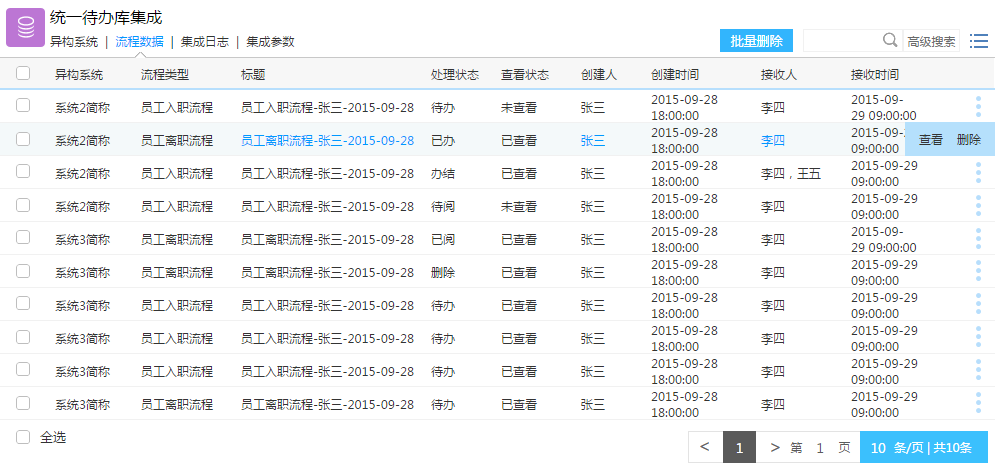 统一待办库集成
异构系统 | 流程数据 | 集成日志 | 集成参数
批量删除 高级搜索
异构系统 流程类型 标题 处理状态 查看状态 创建人 创建时间 接收人 接收时间
系统2简称 员工入职流程 员工入职流程-张三-2015-09-28 待办 未查看 张三 2015-09-28 18:00:00 李四 2015-09-29 09:00:00
系统2简称 员工离职流程 员工离职流程-张三-2015-09-28 已办 已查看 张三 2015-09-28 18:00:00 李四 2015-09- 09:00:00 查看 删除
系统2简称 员工入职流程 员工入职流程-张三-2015-09-28 办结 已查看 张三 2015-09-28 18:00:00 李四，王五 2015-09-29 09:00:00
系统2简称 员工入职流程 员工入职流程-张三-2015-09-28 待阅 未查看 张三 2015-09-28 18:00:00 李四 2015-09-29 09:00:00
系统3简称 员工离职流程 员工离职流程-张三-2015-09-28 已阅 已查看 张三 2015-09-28 18:00:00 李四 2015-09-29 09:00:00
系统3简称 员工离职流程 员工离职流程-张三-2015-09-28 删除 已查看 张三 2015-09-28 18:00:00 李四 2015-09-29 09:00:00
系统3简称 员工入职流程 员工入职流程-张三-2015-09-28 待办 已查看 张三 2015-09-28 18:00:00 李四 2015-09-29 09:00:00
系统3简称 员工入职流程 员工入职流程-张三-2015-09-28 待办 已查看 张三 2015-09-28 18:00:00 李四 2015-09-29 09:00:00
系统3简称 员工入职流程 员工入职流程-张三-2015-09-28 待办 已查看 张三 2015-09-28 18:00:00 李四 2015-09-29 09:00:00
系统3简称 员工离职流程 员工离职流程-张三-2015-09-28 待办 已查看 张三 2015-09-28 18:00:00 李四 2015-09-29 09:00:00
全选
< 1 > 第 1 页 10 条/页 | 共10条